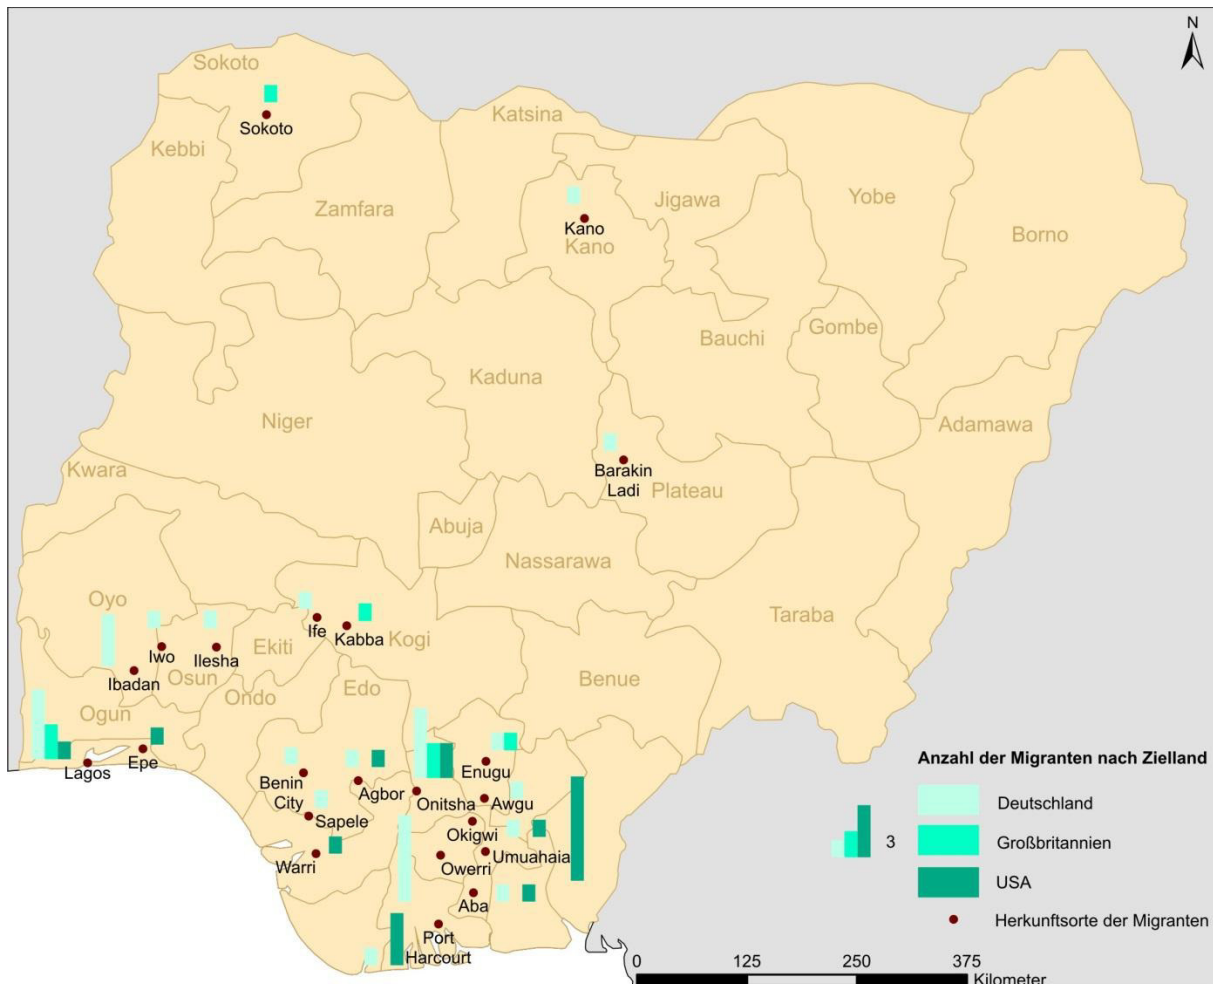 N
Sokoto
Sokoto
Katsina
Kebbi
Zamfara
Jigawa
Yobe
Borno
Kano
Kano
Bauchi
Gombe
Kaduna
Niger
Adamawa
Kwara
Barakin
Ladi
Plateau
Abuja
Nassarawa
Oyo
Taraba
Ife
Kabba
Kogi
Ekiti
Iwo
Ilesha
Ibadan
Osun
Benue
Ondo
Edo
Ogun
Lagos
Epe
Benin
City
Agbor
Enugu
Onitsha
Awgu
Sapele
Okigwi
Warri
Umuahaia
Owerri
Aba
Port
Harcourt
Anzahl der Migranten nach Zielland
Deutschland
3
Großbritannien
USA
Herkunftsorte der Migranten
0 125 250 375
Kilometer